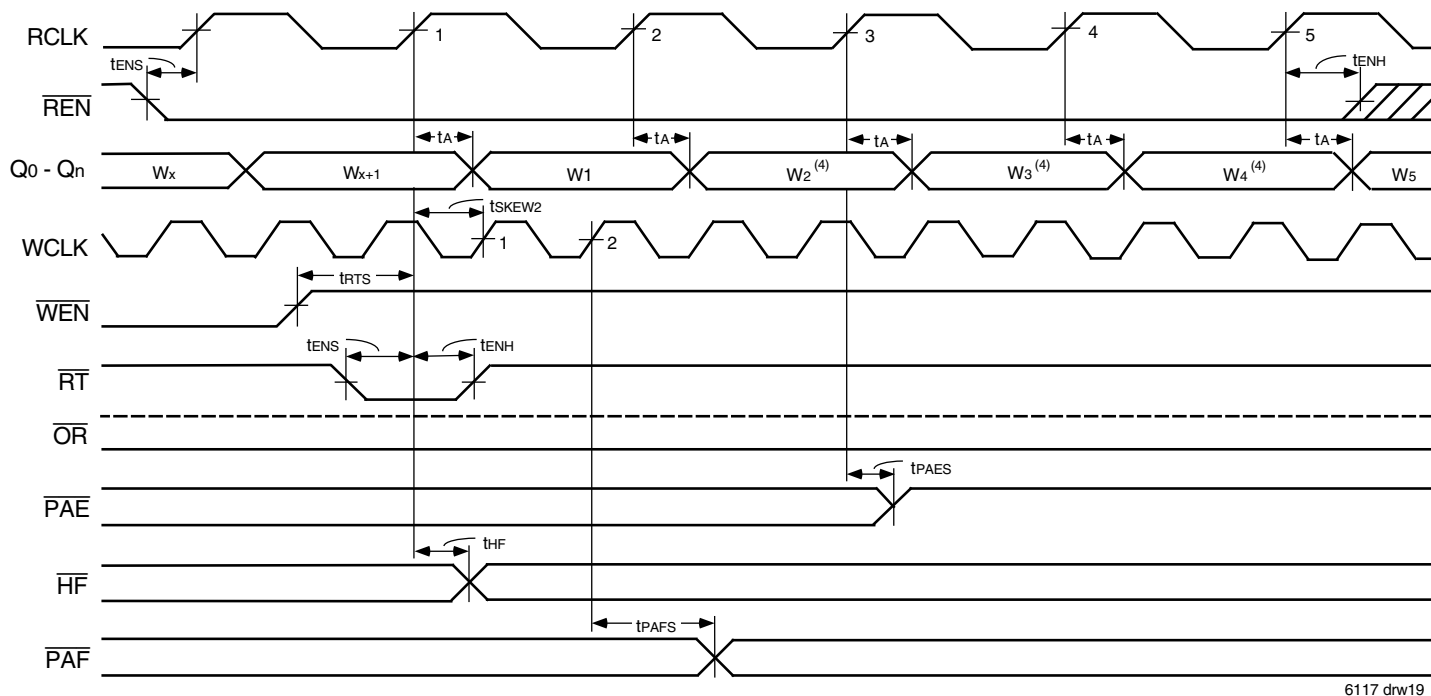 RCLK 1 2 3 4 5
tENS tENH
REN
tA tA tA tA tA
Q0 - Qn Wx Wx+1 W1 W2(4) W3(4) W4(4) W5
tSKEW2
WCLK 1 2
tRTS
WEN
tENS tENH
RT
OR
tPAES
PAE
tHF
HF
tPAFS
PAF
6117 drw19